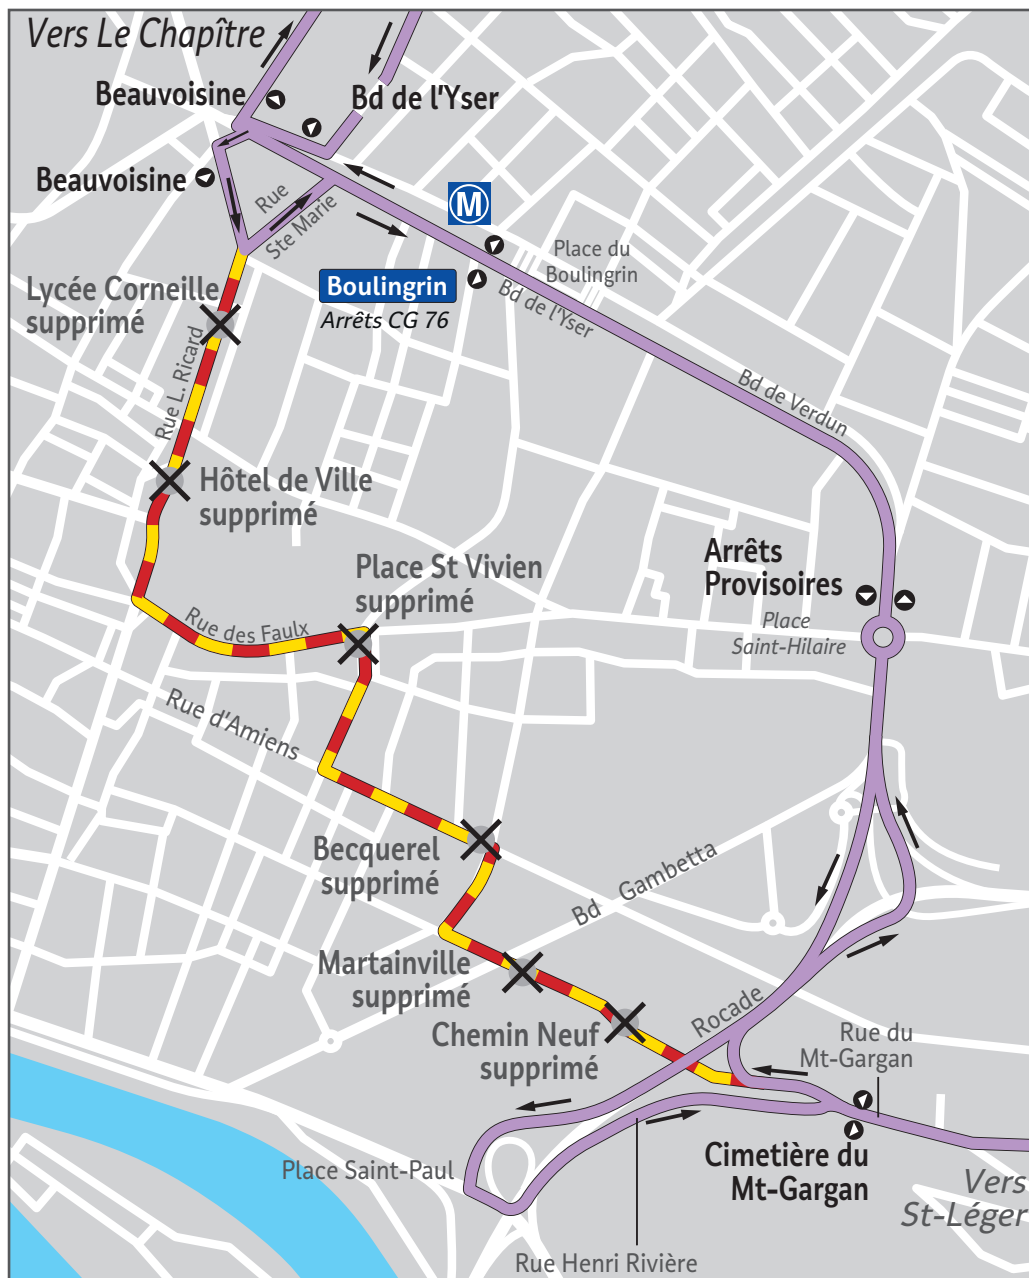 Vers Le Chapître
Beauvoisine
Bd de l'Yser
Beauvoisine
Rue
Ste Marie
M
Place du
Boulingrin
Boulingrin
Arrêts CG 76
Bd de l'Yser
Lycée Corneille
supprimé
Rue L. Ricard
Bd de Verdun
Hôtel de Ville
supprimé
Arrêts
Provisoires
Place St Vivien
supprimé
Place
Saint-Hilaire
Rue des Faulx
Rue d'Amiens
Becquerel
supprimé
Bd Gambetta
Martainville
supprimé
Chemin Neuf
supprimé
Rocade
Rue du
Mt-Gargan
Place Saint-Paul
Cimetière du
Mt-Gargan
Vers
St-Léger
Rue Henri Rivière